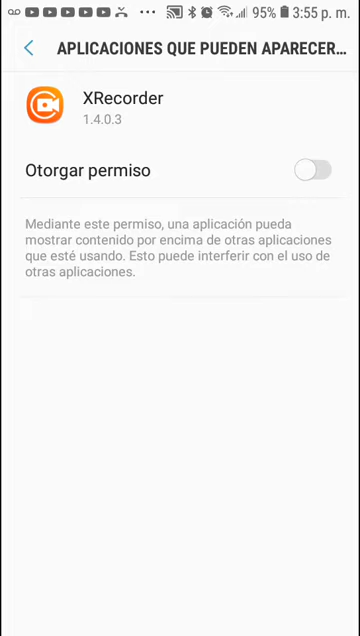 95% 3:55 p. m.
APLICACIONES QUE PUEDEN APARECER...
XRecorder
1.4.0.3
Otorgar permiso
Mediante este permiso, una aplicación pueda
mostrar contenido por encima de otras aplicaciones
que esté usando. Esto puede interferir con el uso de
otras aplicaciones.